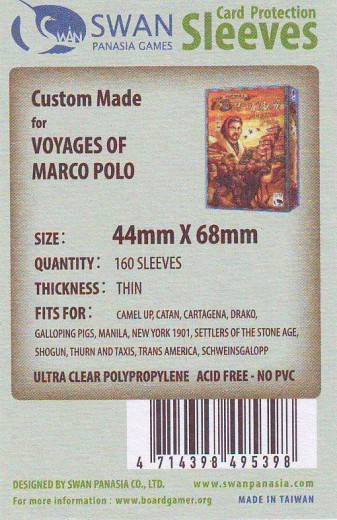 SWAN
SWAN
PANASIA GAMES
Card Protection
Sleeves
Custom Made
for
VOYAGES OF
MARCO POLO
SIZE: 44mm X 68mm
QUANTITY: 160 SLEEVES
THICKNESS: THIN
FITS FOR: CAMEL UP, CATAN, CARTAGENA, DRAKO,
GALLOPING PIGS, MANILA, NEW YORK 1901, SETTLERS OF THE STONE AGE,
SHOGUN, THURN AND TAXIS, TRANS AMERICA, SCHWEINSGALOPP
ULTRA CLEAR POLYPROPYLENE ACID FREE - NO PVC
4 714398 495398
DESIGNED BY SWAN PANASIA CO., LTD. www.swanpanasia.com
For more information : www.boardgamer.org MADE IN TAIWAN